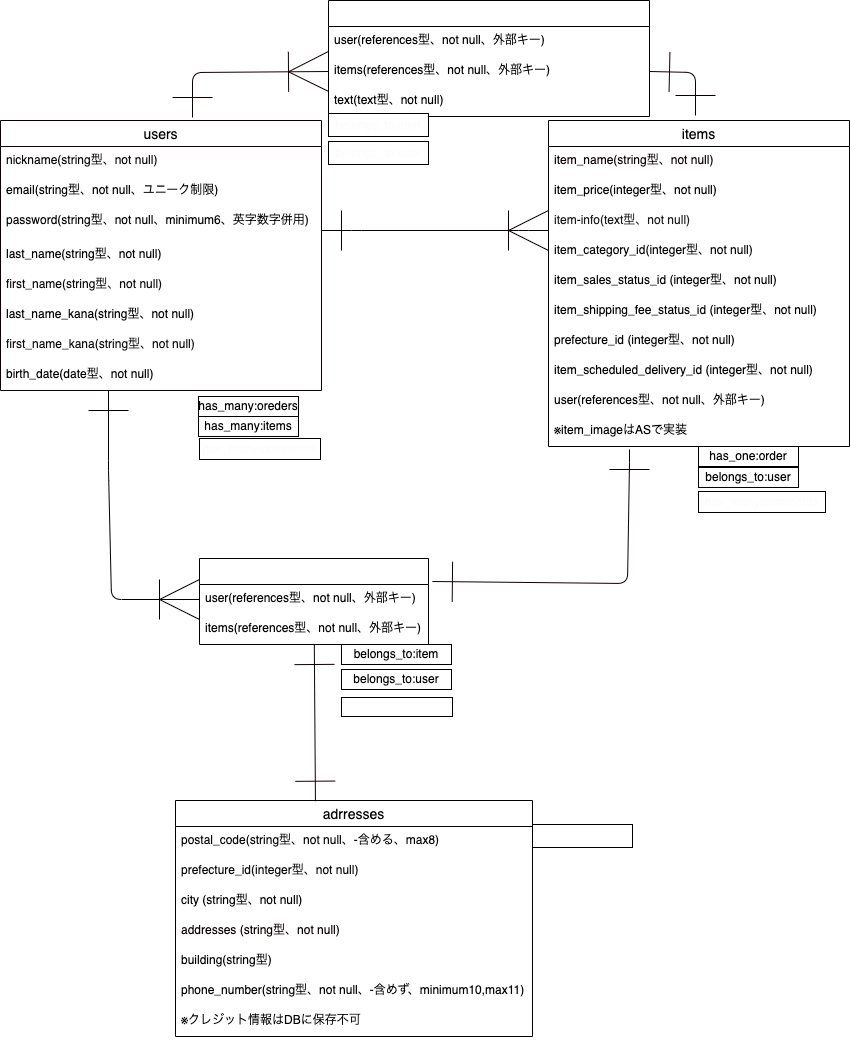 user(references型、not null、外部キー)
items(references型、not null、外部キー)
text(text型、not null)
users
nickname(string型、not null)
email(string型、not null、ユニーク制限)
password(string型、not null、minimum6、英字数字併用)
last_name(string型、not null)
first_name(string型、not null)
last_name_kana(string型、not null)
first_name_kana(string型、not null)
birth_date(date型、not null)
has_many:oreders
has_many:items
items
item_name(string型、not null)
item_price(integer型、not null)
item-info(text型、not null)
item_category_id(integer型、not null)
item_sales_status_id (integer型、not null)
item_shipping_fee_status_id (integer型、not null)
prefecture_id (integer型、not null)
item_scheduled_delivery_id (integer型、not null)
user(references型、not null、外部キー)
※item_imageはASで実装
has_one:order
belongs_to:user
user(references型、not null、外部キー)
items(references型、not null、外部キー)
belongs_to:item
belongs_to:user
adrresses
postal_code(string型、not null、-含める、max8)
prefecture_id(integer型、not null)
city (string型、not null)
addresses (string型、not null)
building(string型)
phone_number(string型、not null、-含めず、minimum10,max11)
※クレジット情報はDBに保存不可